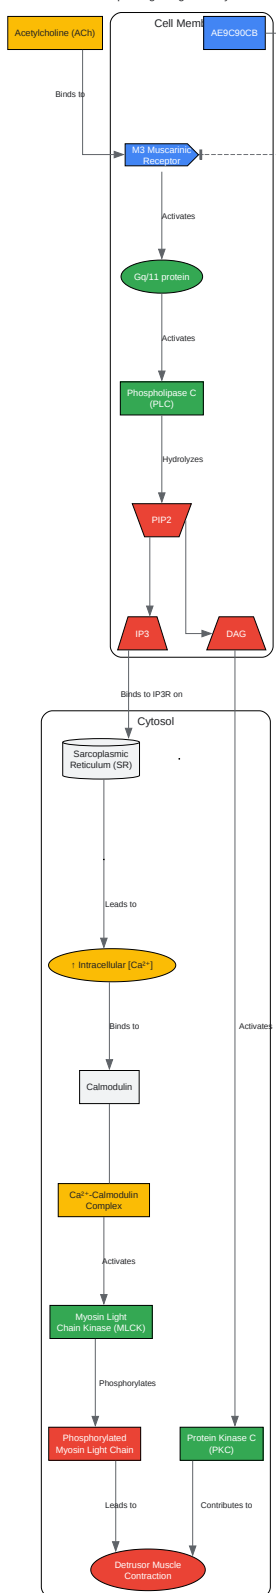 Acetylcholine (ACh)
Cell Mem
AE9C90CB
Binds to
M3 Muscarinic
Receptor
Activates
Gq/11 protein
Activates
Phospholipase C
(PLC)
Hydrolyzes
PIP2
IP3
DAG
Binds to IP3R on
Cytosol
Sarcoplasmic
Reticulum (SR)
Leads to
↑ Intracellular [Ca²⁺]
Binds to
Activates
Calmodulin
Ca²⁺-Calmodulin
Complex
Activates
Myosin Light
Chain Kinase (MLCK)
Phosphorylates
Phosphorylated
Myosin Light Chain
Protein Kinase C
(PKC)
Leads to
Contributes to
Detrusor Muscle
Contraction